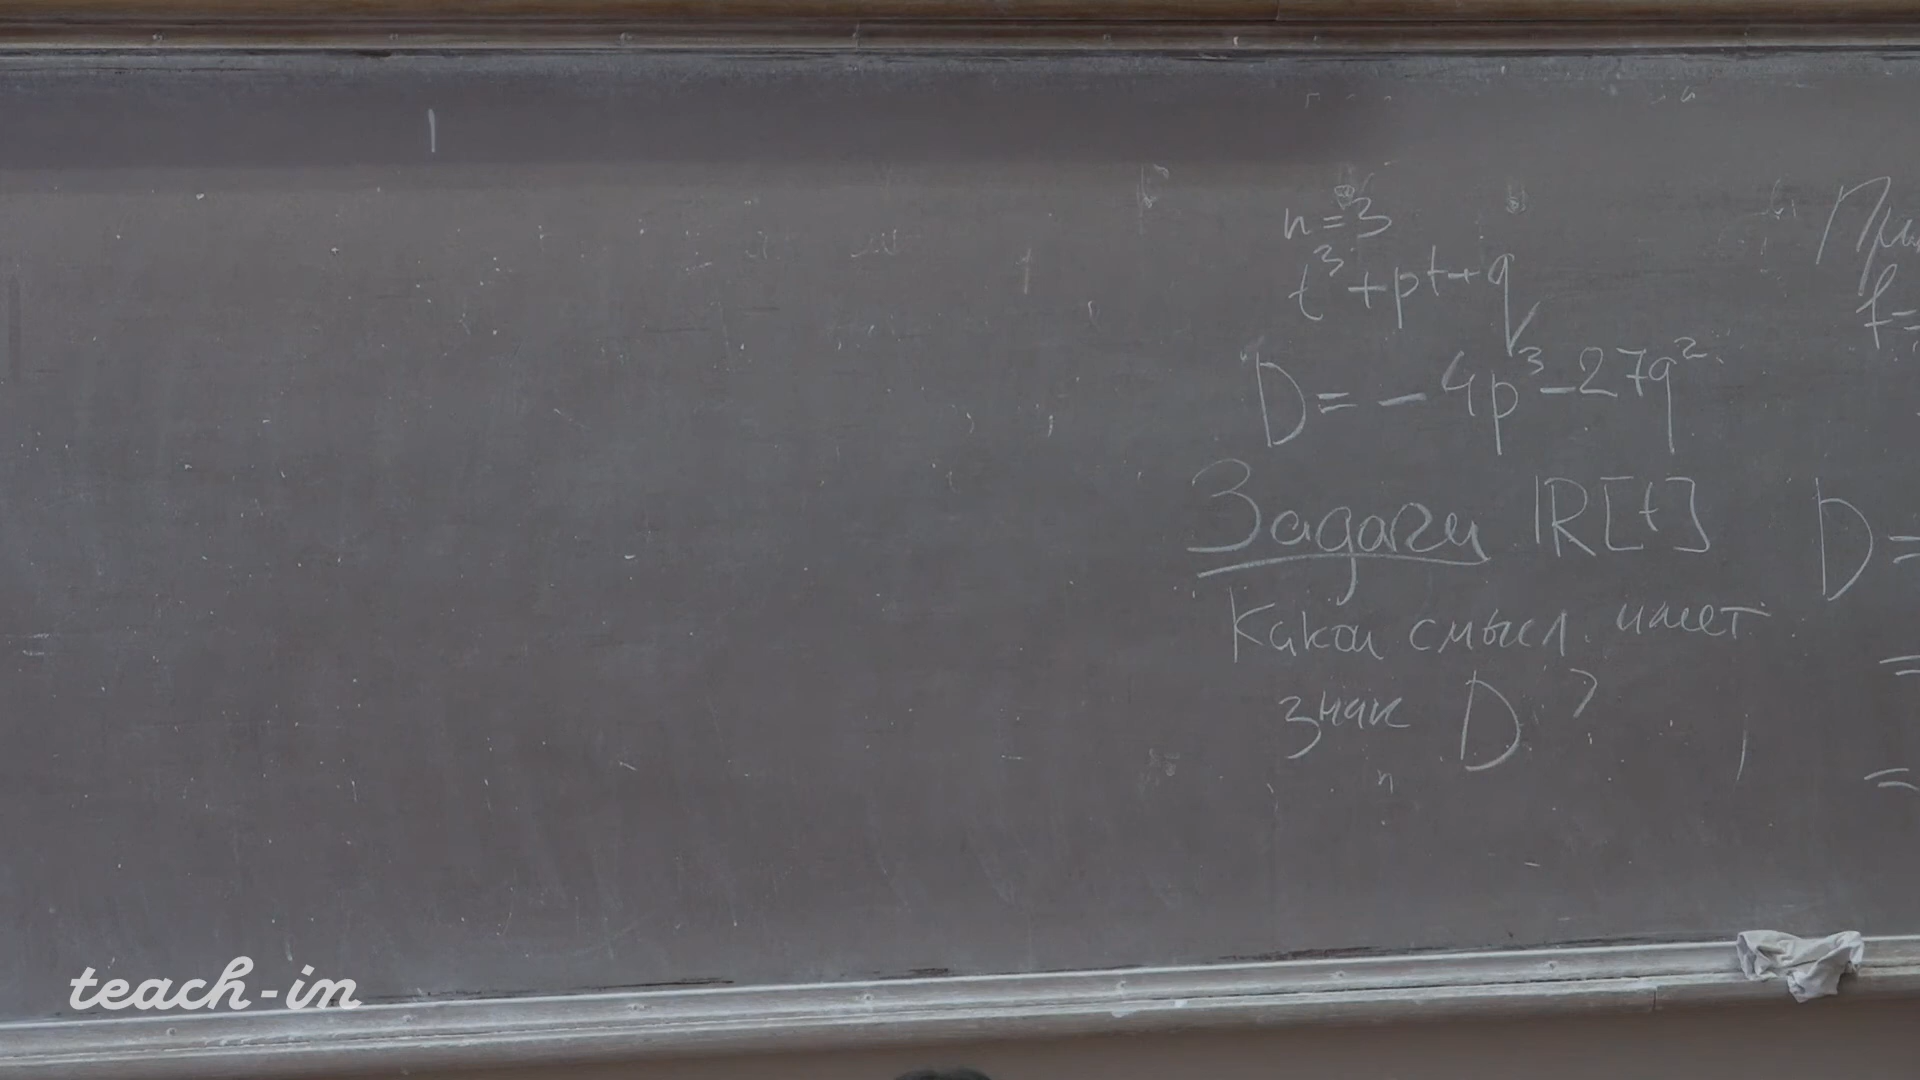 n=3
t³+pt+q
D=-4p³-27q²
Задачи ℝ[t]
Какой смысл имеет
знак D?
f=
D=
=
=
teach-in